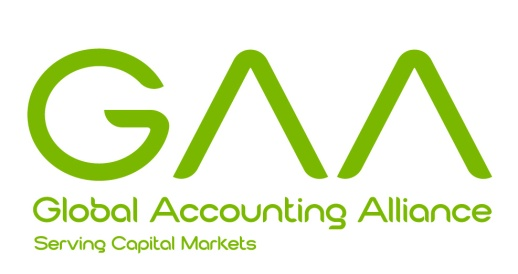 GAA
Global Accounting Alliance
Serving Capital Markets